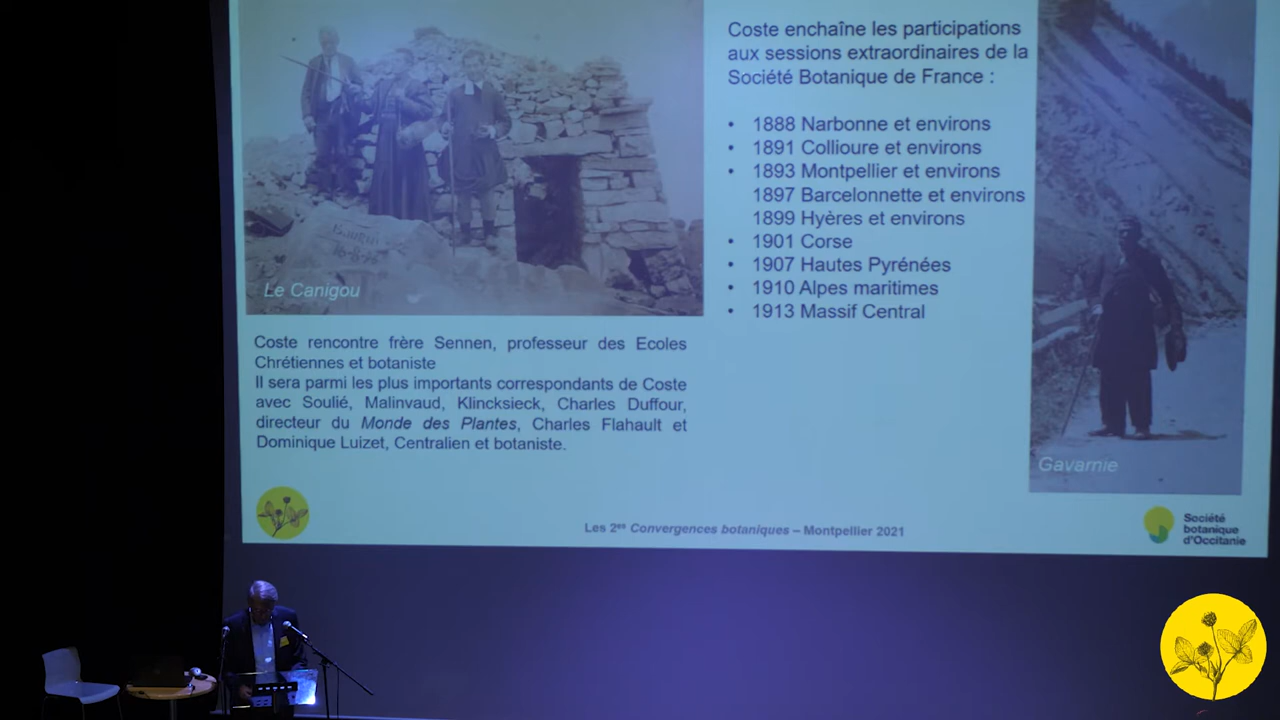 Coste enchaîne les participations
aux sessions extraordinaires de la
Société Botanique de France :
• 1888 Narbonne et environs
• 1891 Collioure et environs
• 1893 Montpellier et environs
1897 Barcelonnette et environs
1899 Hyères et environs
• 1901 Corse
• 1907 Hautes Pyrénées
• 1910 Alpes maritimes
• 1913 Massif Central
Le Canigou
Coste rencontre frère Sennen, professeur des Ecoles
Chrétiennes et botaniste
Il sera parmi les plus importants correspondants de Coste
avec Soulié, Malinvaud, Klincksieck, Charles Duffour,
directeur du Monde des Plantes, Charles Flahault et
Dominique Luizet, Centralien et botaniste.
Gavarnie
Les 2es Convergences botaniques – Montpellier 2021
Société
botanique
d'Occitanie